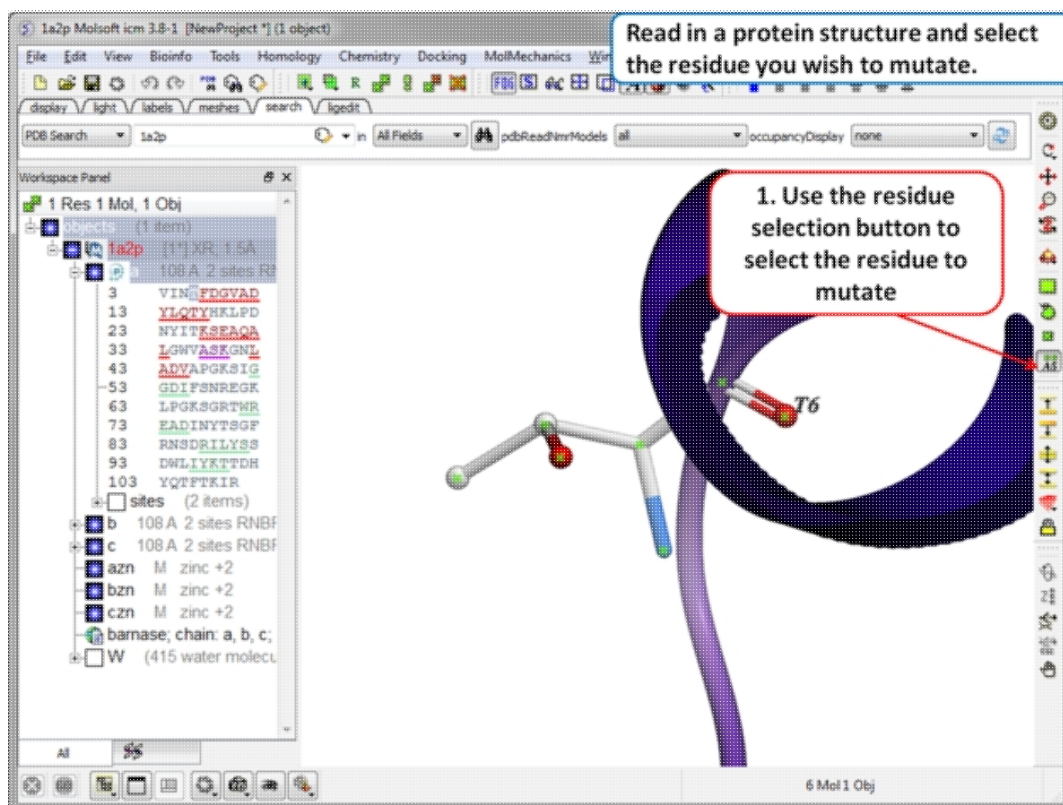 1a2p Molsoft icm 3.8-1 [NewProject *] (1 object)
Read in a protein structure and select
the residue you wish to mutate.
File Edit View Bioinfo Tools Homology Chemistry Docking MolMechanics
display light labels meshes search ligedit
PDB Search 1a2p in All Fields pdbReadNmrModels all occupancyDisplay none
Workspace Panel
1 Res 1 Mol, 1 Obj
objects (1 item)
1a2p [1*] XR, 1.5A
a 108 A 2 sites
3 VINnFDGVAD
13 YLQTYHKLPD
23 NYITKSEAQA
33 LGWVASKGNL
43 ADVAPGKSIG
53 GDIFSNREGK
63 LPGKSGRTWR
73 EADINYTSGF
83 RNSDRILYSS
93 DWLIYKTTDH
103 YQTFTKIR
sites (2 items)
b 108 A 2 sites RNBF
c 108 A 2 sites RNBF
azn M zinc +2
bzn M zinc +2
czn M zinc +2
barnase; chain: a, b, c;
W (415 water molecu
All
1. Use the residue
selection button to
select the residue to
mutate
T6
6 Mol 1 Obj